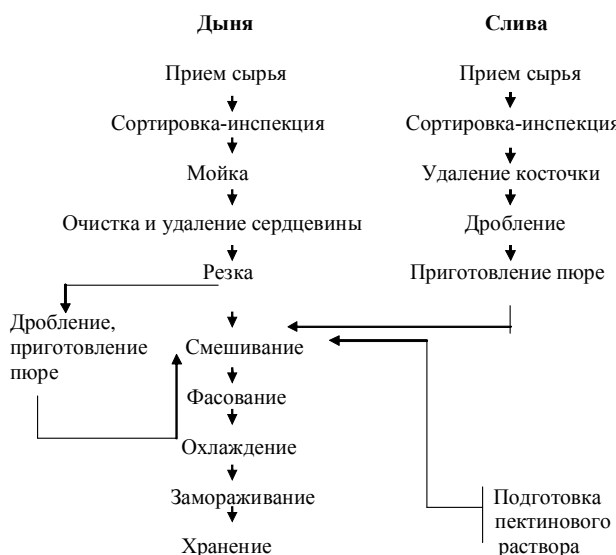 Дыня
Слива
Прием сырья
Прием сырья
Сортировка-инспекция
Сортировка-инспекция
Мойка
Удаление косточки
Очистка и удаление сердцевины
Дробление
Резка
Приготовление пюре
Дробление,
приготовление
пюре
Смешивание
Фасование
Охлаждение
Замораживание
Подготовка
пектинового
раствора
Хранение